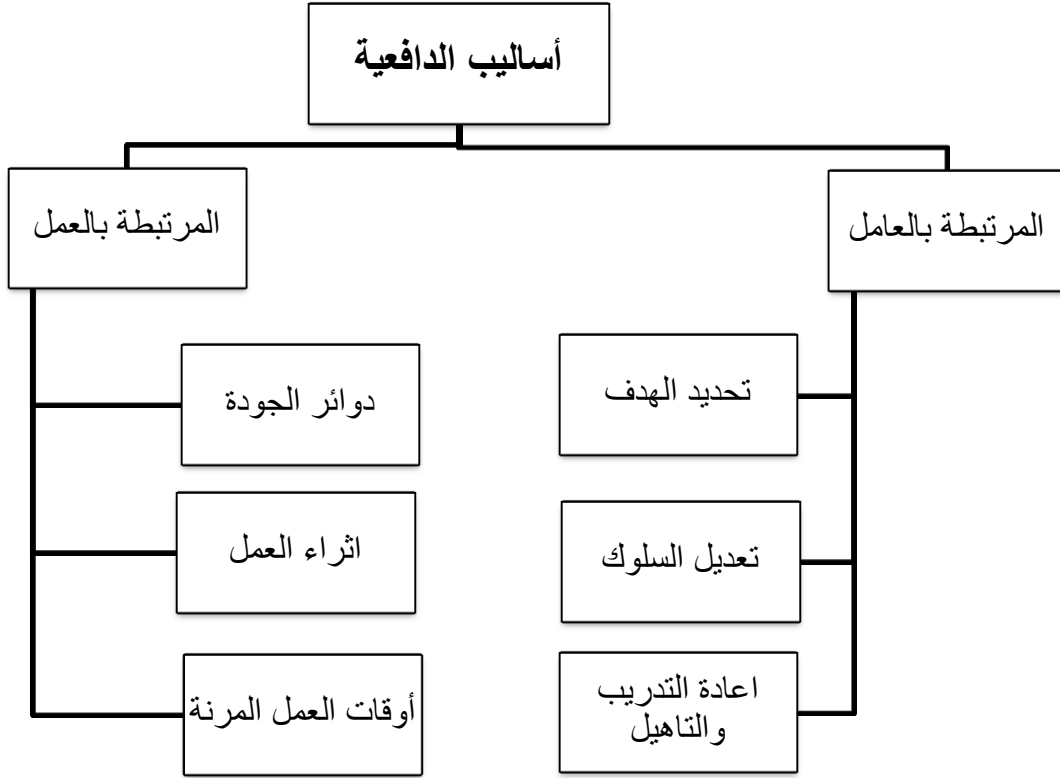 أساليب الدافعية
المرتبطة بالعامل
المرتبطة بالعمل
تحديد الهدف
تعديل السلوك
اعادة التدريب
والتاهيل
دوائر الجودة
اثراء العمل
أوقات العمل المرنة